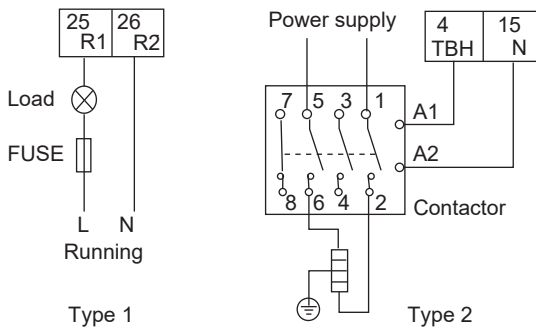 25 26
R1 R2
Load
FUSE
L N
Running
Type 1
Power supply
4 15
TBH N
7 5 3 1
A1
A2
8 6 4 2
Contactor
Type 2